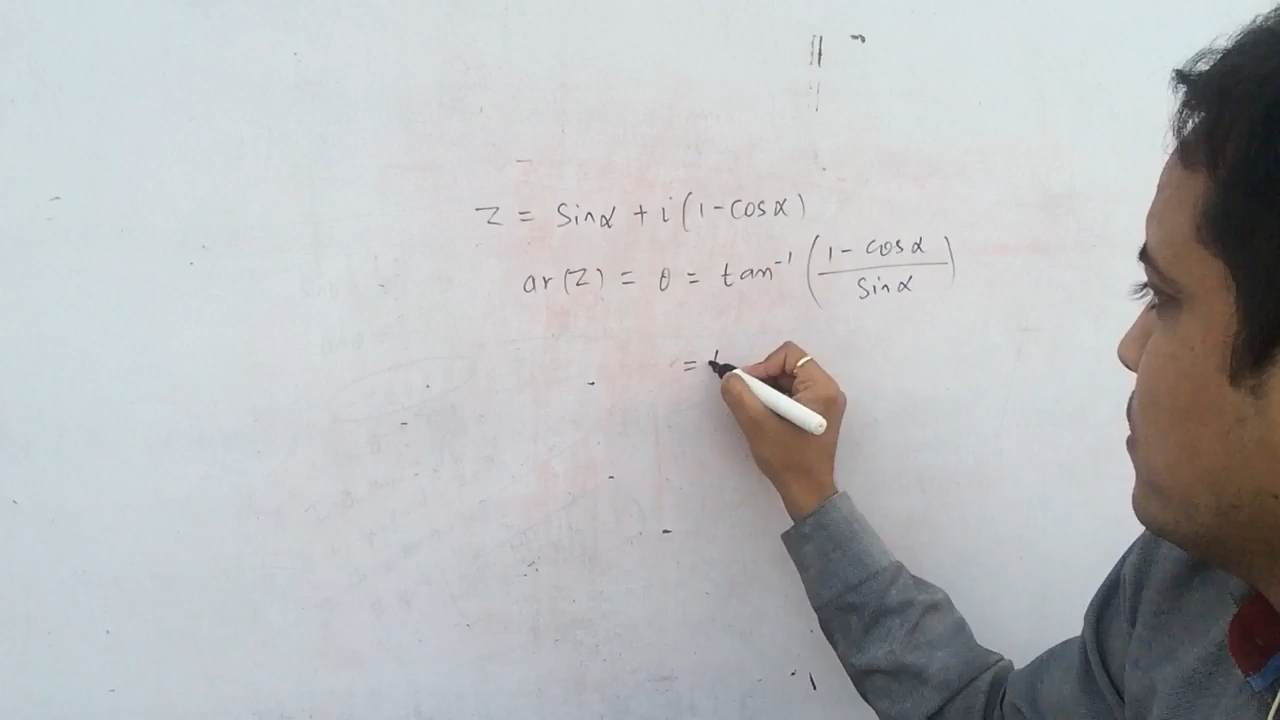 z = sinα + i(1-cosα)
ar(z) = θ = tan⁻¹((1-cosα)/sinα)
=